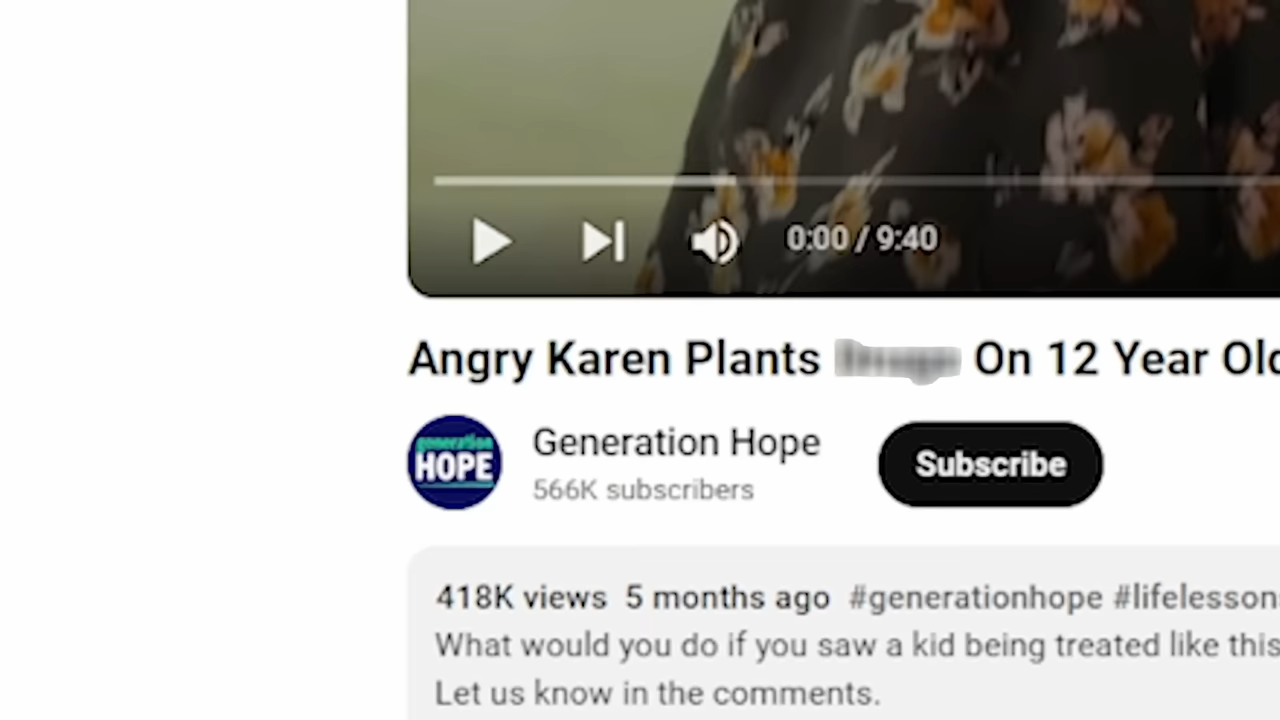 0:00 / 9:40
Angry Karen Plants On 12 Year Old
generation
HOPE
Generation Hope
566K subscribers
Subscribe
418K views 5 months ago #generationhope #lifelessons
What would you do if you saw a kid being treated like this
Let us know in the comments.